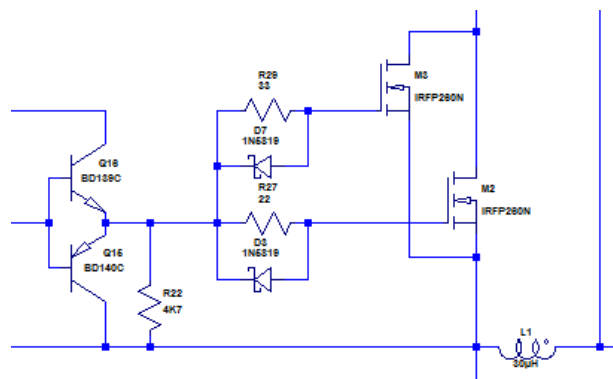 R29
33
M3
IRFP260N
D7
1N5819
Q16
BD139C
R27
22
M2
IRFP260N
D3
1N5819
Q15
BD140C
R22
4K7
L1
30µH